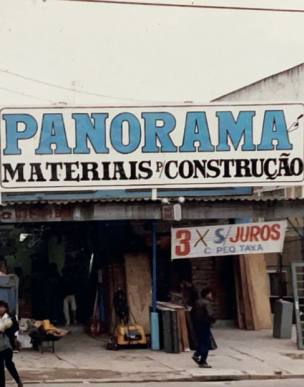 PANORAMA
MATERIAIS P/ CONSTRUÇÃO
3 X S/ JUROS
C. PEQ TAXA